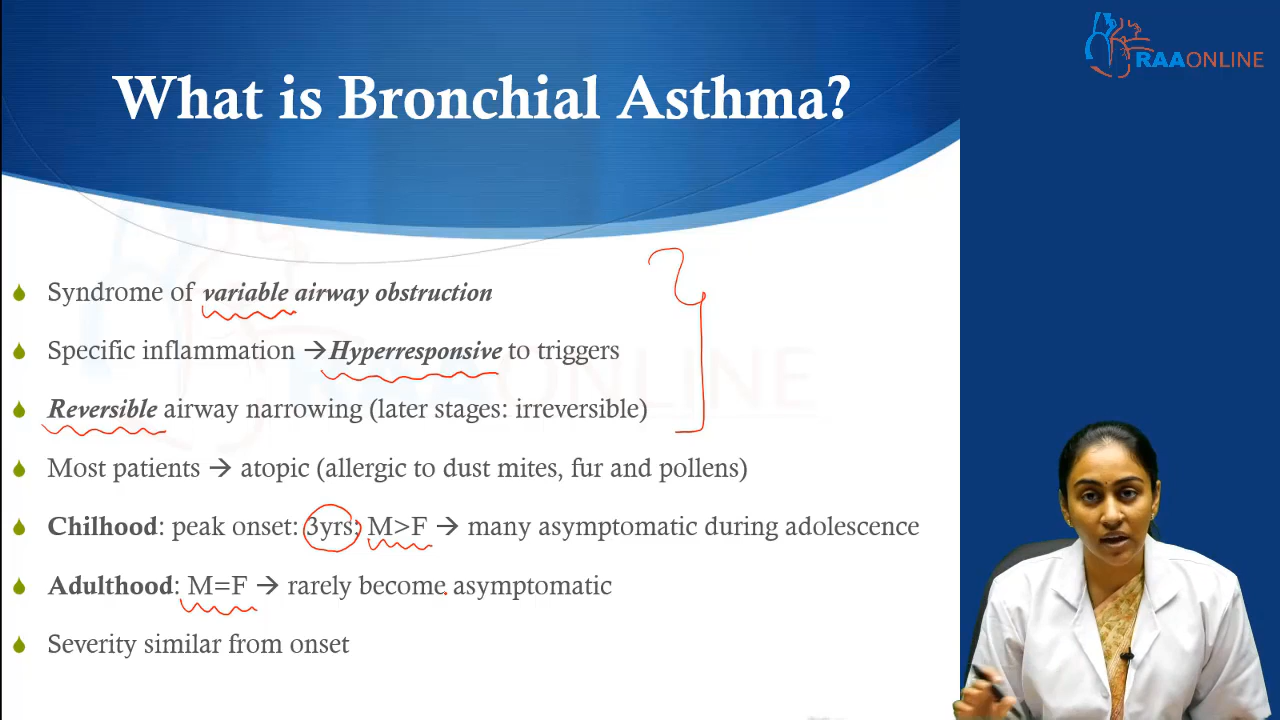 RAAONLINE
What is Bronchial Asthma?
Syndrome of variable airway obstruction
Specific inflammation →Hyperresponsive to triggers
Reversible airway narrowing (later stages: irreversible)
Most patients → atopic (allergic to dust mites, fur and pollens)
Chilhood: peak onset: 3yrs; M>F → many asymptomatic during adolescence
Adulthood: M=F → rarely become asymptomatic
Severity similar from onset